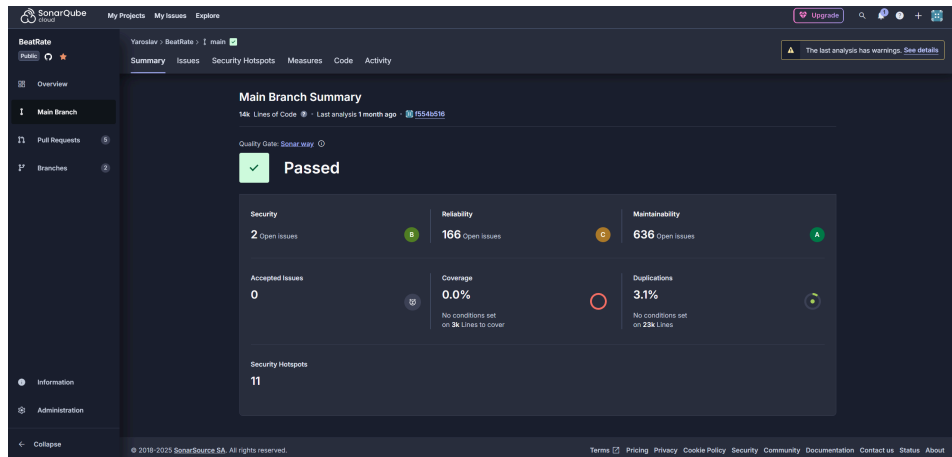 SonarQube cloud My Projects My Issues Explore Upgrade
BeatRate
Public
Yaroslav > BeatRate > main
The last analysis has warnings. See details
Summary Issues Security Hotspots Measures Code Activity
Overview
Main Branch
Pull Requests 5
Branches 2
Main Branch Summary
14k Lines of Code ? · Last analysis 1 month ago · f554b516
Quality Gate: Sonar way
Passed
Security
2 Open issues B
Reliability
166 Open issues C
Maintainability
636 Open issues A
Accepted Issues
0
Coverage
0.0%
No conditions set
on 3k Lines to cover
Duplications
3.1%
No conditions set
on 23k Lines
Security Hotspots
11
Information
Administration
Collapse
© 2018-2025 SonarSource SA. All rights reserved.
Terms Pricing Privacy Cookie Policy Security Community Documentation Contact us Status About